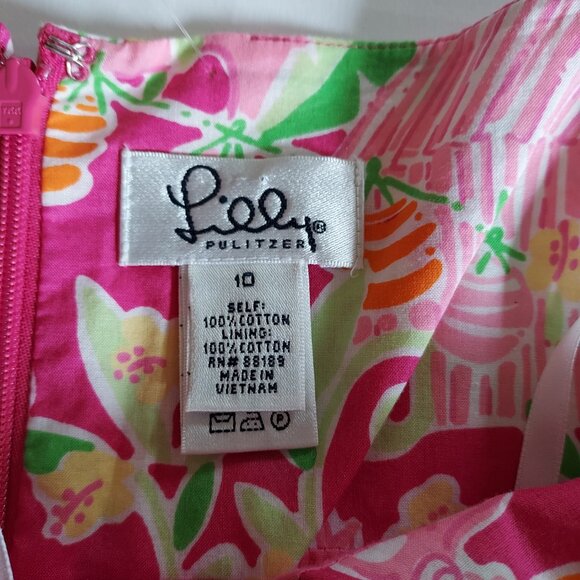 Lilly®
PULITZER
10
SELF:
100% COTTON
LINING:
100% COTTON
RN# 88189
MADE IN
VIETNAM
P